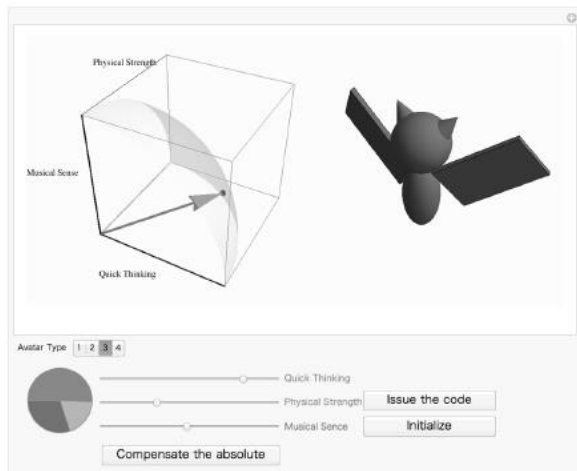 Physical Strength
Musical Sense
Quick Thinking
Avatar Type 1 2 3 4
Quick Thinking
Physical Strength Issue the code
Musical Sence Initialize
Compensate the absolute